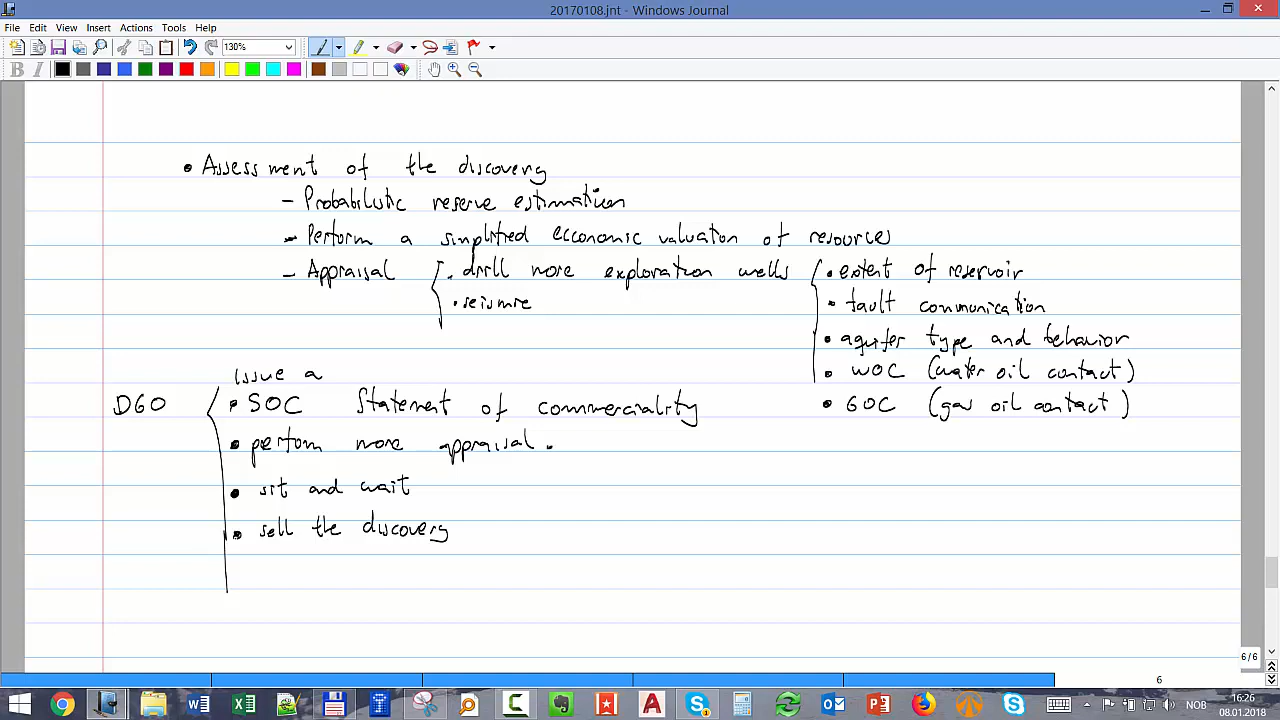 20170108.jnt - Windows Journal
File Edit View Insert Actions Tools Help
130%
B I
• Assessment of the discovery
- Probabilistic reserve estimation
- Perform a simplified economic valuation of resources
- Appraisal { • drill more exploration wells { • extent of reservoir
• seismic • fault communication
• aquifer type and behavior
issue a • WOC (water oil contact)
DG0 { • SOC Statement of commerciality • GOC (gas oil contact)
• perform more appraisal.
• sit and wait
• sell the discovery
6/6
6
NOB 16:26
08.01.2018